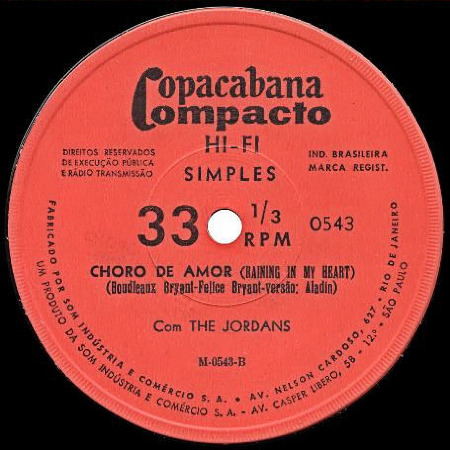 Copacabana
Compacto
HI-FI
SIMPLES
DIREITOS RESERVADOS
DE EXECUÇÃO PÚBLICA
E RÁDIO TRANSMISSÃO
IND. BRASILEIRA
MARCA REGIST.
33 1/3
RPM
0543
CHORO DE AMOR (RAINING IN MY HEART)
(Boudleaux Bryant-Felice Bryant-versão: Aladin)
Com THE JORDANS
M-0543-B
FABRICADO POR SOM INDÚSTRIA E COMÉRCIO S. A. • AV. NELSON CARDOSO, 627 • RIO DE JANEIRO
UM PRODUTO DA SOM INDÚSTRIA E COMÉRCIO S. A. - AV. CASPER LIBERO, 58 - 12.º - SÃO PAULO